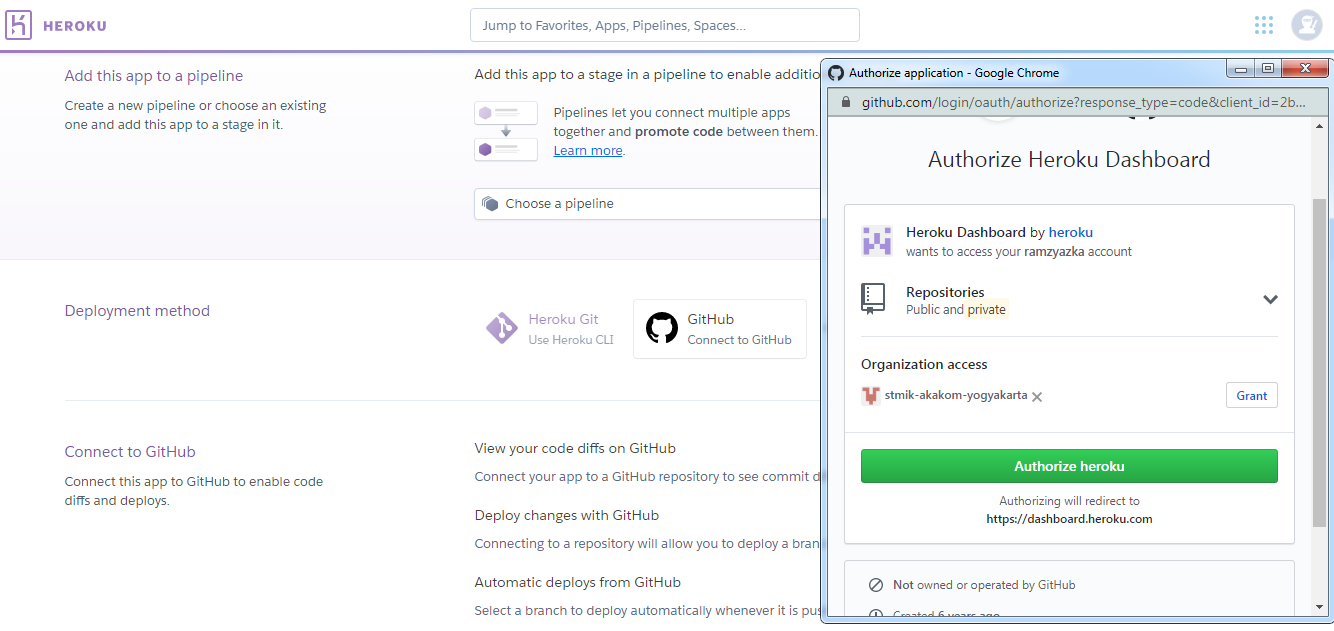 HEROKU
Jump to Favorites, Apps, Pipelines, Spaces...
Add this app to a pipeline
Create a new pipeline or choose an existing
one and add this app to a stage in it.
Add this app to a stage in a pipeline to enable additio
Pipelines let you connect multiple apps
together and promote code between them.
Learn more.
Choose a pipeline
Deployment method
Heroku Git
Use Heroku CLI
GitHub
Connect to GitHub
Connect to GitHub
Connect this app to GitHub to enable code
diffs and deploys.
View your code diffs on GitHub
Connect your app to a GitHub repository to see commit d
Deploy changes with GitHub
Connecting to a repository will allow you to deploy a bran
Automatic deploys from GitHub
Select a branch to deploy automatically whenever it is pus
Authorize application - Google Chrome
github.com/login/oauth/authorize?response_type=code&client_id=2b...
Authorize Heroku Dashboard
Heroku Dashboard by heroku
wants to access your ramzyazka account
Repositories
Public and private
Organization access
stmik-akakom-yogyakarta
Grant
Authorize heroku
Authorizing will redirect to
https://dashboard.heroku.com
Not owned or operated by GitHub
Created 6 years ago